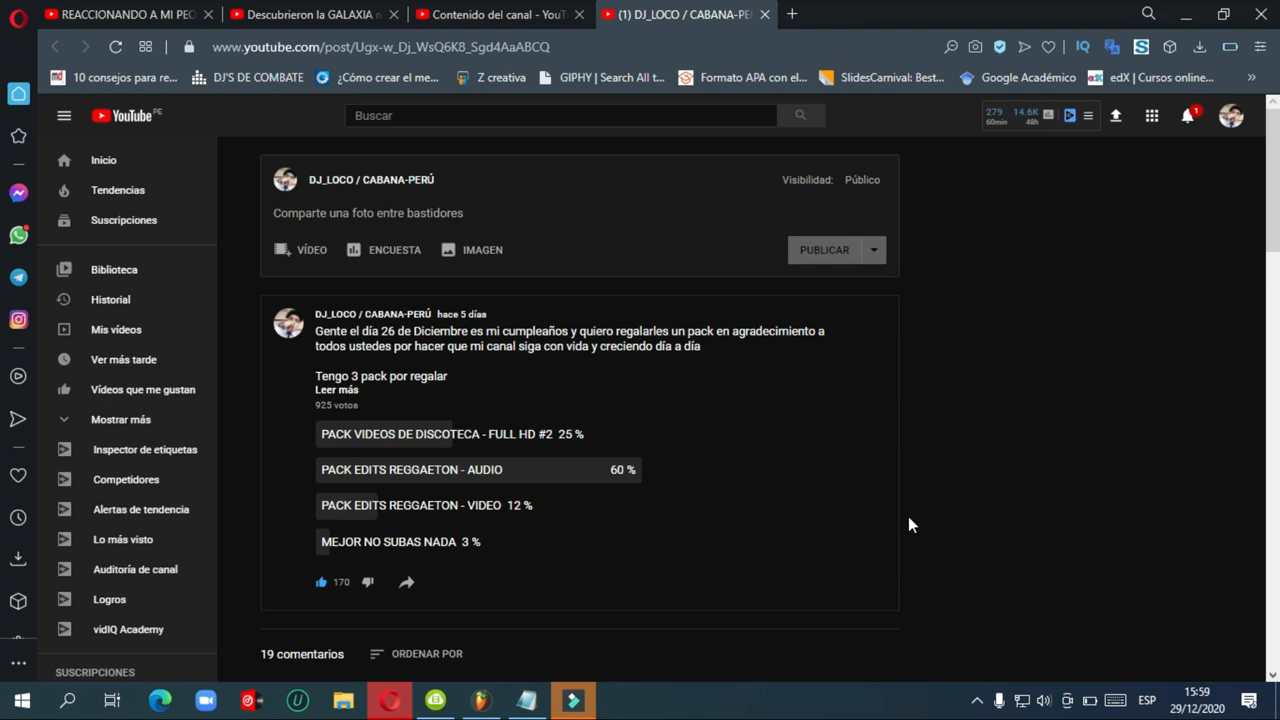 REACCIONANDO A MI PEO
Descubrieron la GALAXIA n
Contenido del canal - YouT
(1) DJ_LOCO / CABANA-PE
www.youtube.com/post/Ugx-w_Dj_WsQ6K8_Sgd4AaABCQ
IQ
S
md 10 consejos para re...
DJ'S DE COMBATE
¿Cómo crear el me...
Z creativa
GIPHY | Search All t...
Formato APA con el...
SlidesCarnival: Best...
Google Académico
edX edX | Cursos online...
YouTube PE
Buscar
279 14.6K
60min 48h
1
Inicio
Tendencias
Suscripciones
Biblioteca
Historial
Mis vídeos
Ver más tarde
Vídeos que me gustan
Mostrar más
Inspector de etiquetas
Competidores
Alertas de tendencia
Lo más visto
Auditoría de canal
Logros
vidIQ Academy
SUSCRIPCIONES
DJ_LOCO / CABANA-PERÚ
Visibilidad: Público
Comparte una foto entre bastidores
VÍDEO ENCUESTA IMAGEN
PUBLICAR
DJ_LOCO / CABANA-PERÚ hace 5 días
Gente el día 26 de Diciembre es mi cumpleaños y quiero regalarles un pack en agradecimiento a
todos ustedes por hacer que mi canal siga con vida y creciendo día a día
Tengo 3 pack por regalar
Leer más
925 votos
PACK VIDEOS DE DISCOTECA - FULL HD #2 25 %
PACK EDITS REGGAETON - AUDIO 60 %
PACK EDITS REGGAETON - VIDEO 12 %
MEJOR NO SUBAS NADA 3 %
170
19 comentarios
ORDENAR POR
ESP
15:59
29/12/2020